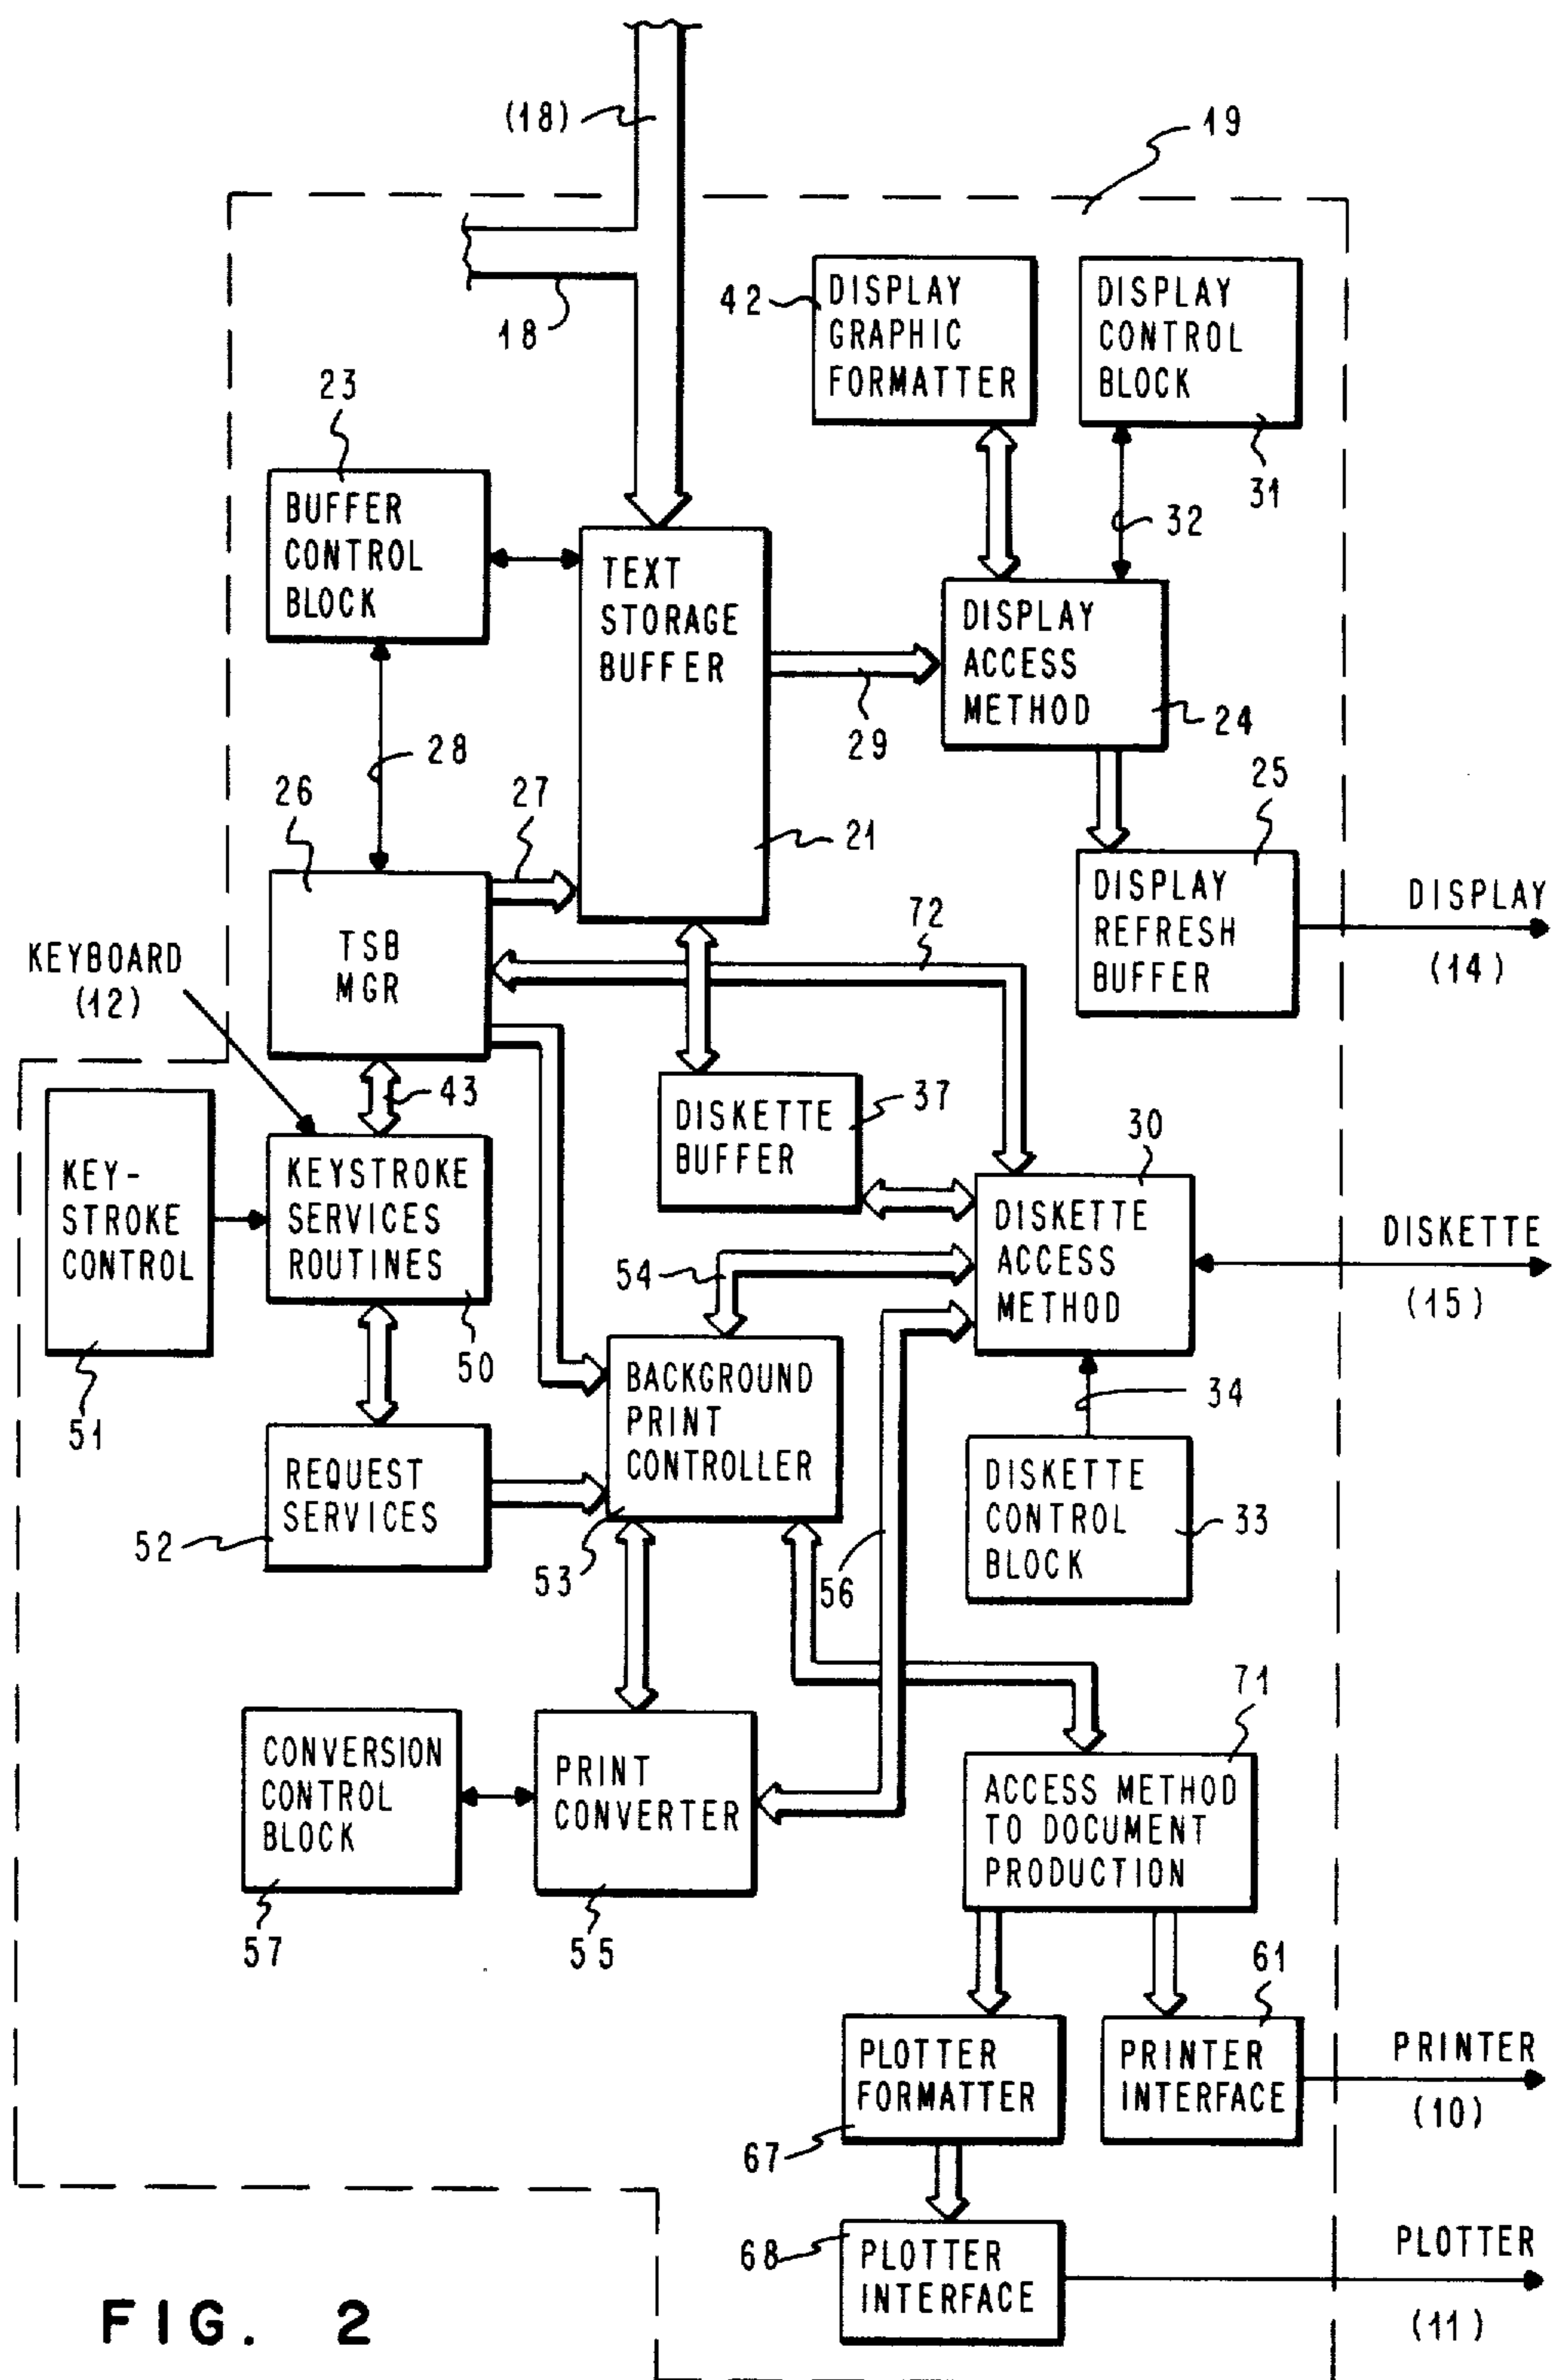 (18)
19
18
42
DISPLAY
GRAPHIC
FORMATTER
DISPLAY
CONTROL
BLOCK
31
32
23
BUFFER
CONTROL
BLOCK
TEXT
STORAGE
BUFFER
21
29
DISPLAY
ACCESS
METHOD
24
28
26
27
25
DISPLAY
REFRESH
BUFFER
DISPLAY
(14)
TSB
MGR
72
KEYBOARD
(12)
43
37
DISKETTE
BUFFER
KEY-
STROKE
CONTROL
51
KEYSTROKE
SERVICES
ROUTINES
50
30
DISKETTE
ACCESS
METHOD
DISKETTE
(15)
54
34
BACKGROUND
PRINT
CONTROLLER
53
REQUEST
SERVICES
52
56
DISKETTE
CONTROL
BLOCK
33
71
CONVERSION
CONTROL
BLOCK
57
PRINT
CONVERTER
55
ACCESS METHOD
TO DOCUMENT
PRODUCTION
61
PLOTTER
FORMATTER
67
PRINTER
INTERFACE
PRINTER
(10)
68
PLOTTER
INTERFACE
PLOTTER
(11)
FIG. 2